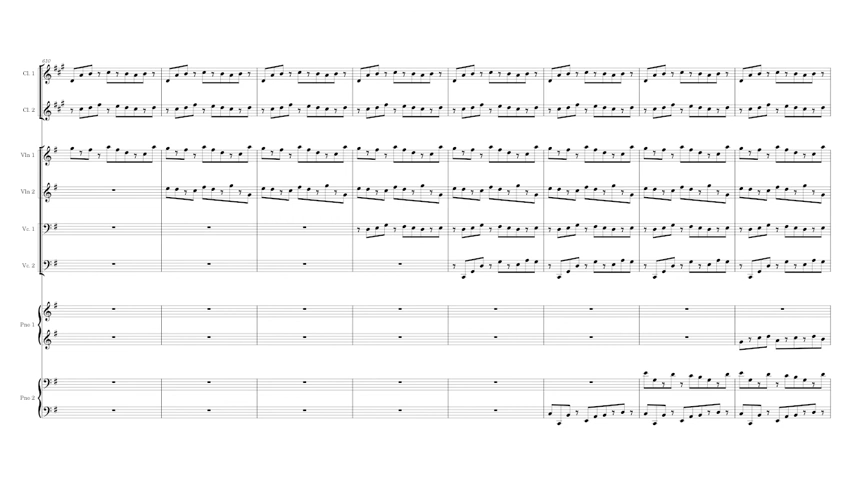 Cl. 1
Cl. 2
Vln 1
Vln 2
Vc. 1
Vc. 2
Pno 1
Pno 2